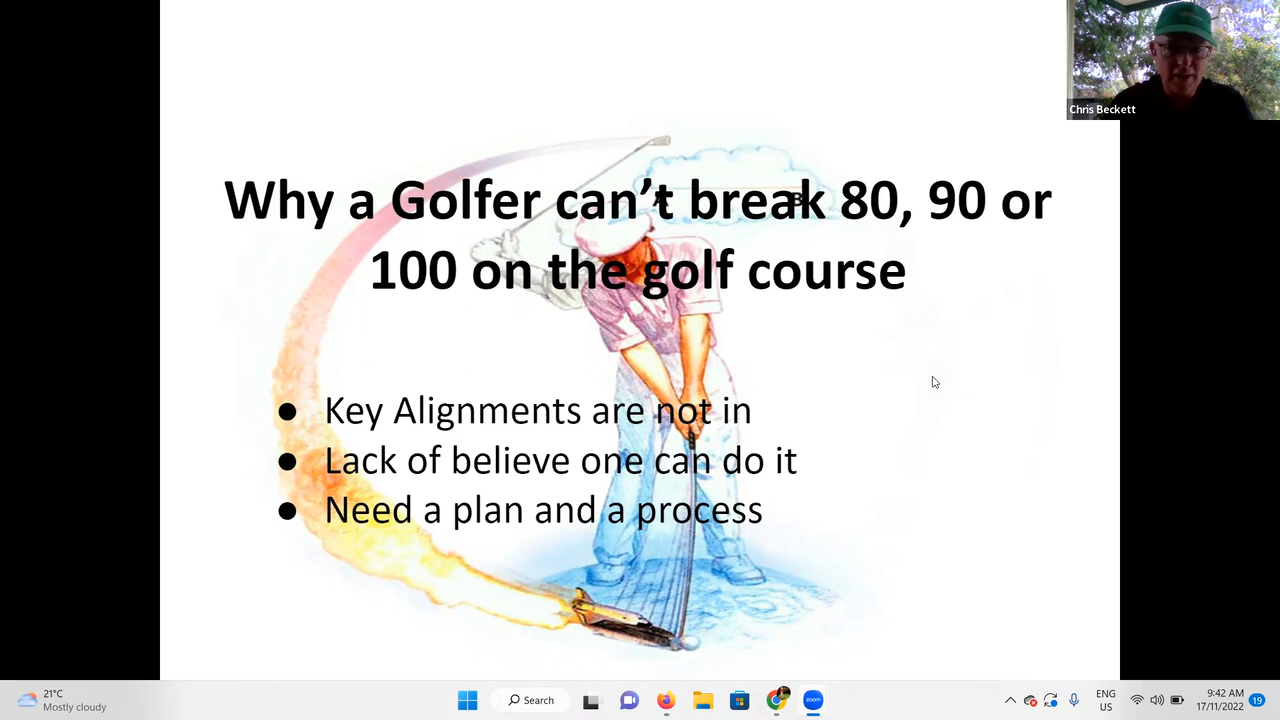 Chris Beckett
Why a Golfer can't break 80, 90 or
100 on the golf course
B
● Key Alignments are not in
● Lack of believe one can do it
● Need a plan and a process
21°C
Mostly cloudy
Search
zoom
ENG
US
9:42 AM
17/11/2022
19